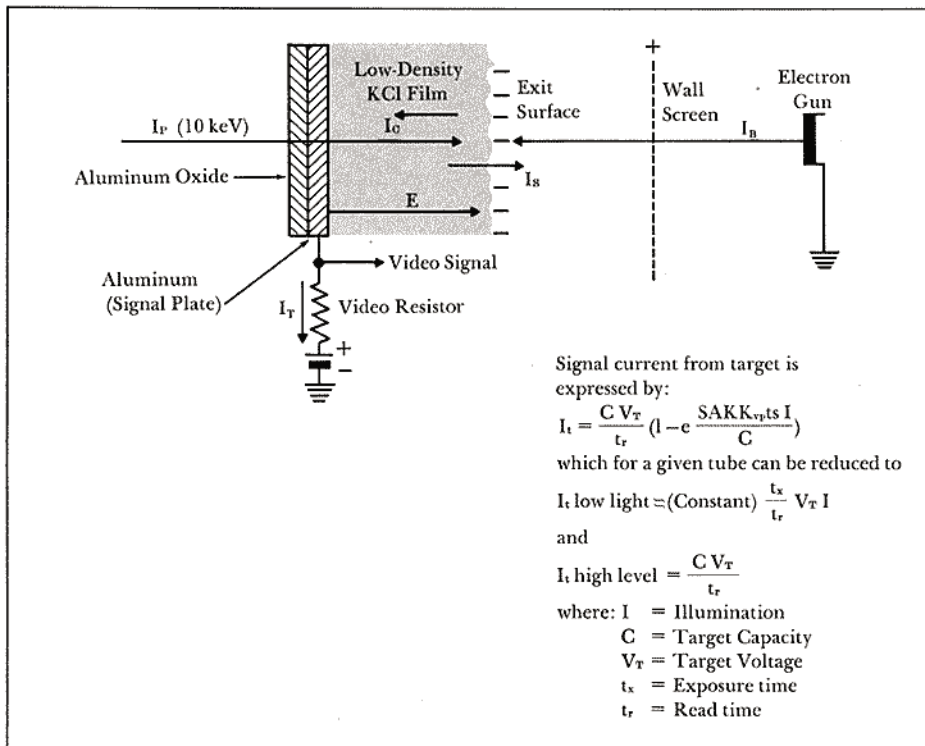 Low-Density
KCl Film
Exit
Surface
+
Wall
Screen
Electron
Gun
I_P (10 keV)
I_C
I_B
Aluminum Oxide
I_S
E
Aluminum
(Signal Plate)
Video Signal
I_T
Video Resistor
+
−
Signal current from target is
expressed by:
I_t = C V_T / t_r (l – e SAKK_vp ts I / C)
which for a given tube can be reduced to
I_t low light ≃ (Constant) t_x / t_r V_T I
and
I_t high level = C V_T / t_r
where: I = Illumination
C = Target Capacity
V_T = Target Voltage
t_x = Exposure time
t_r = Read time